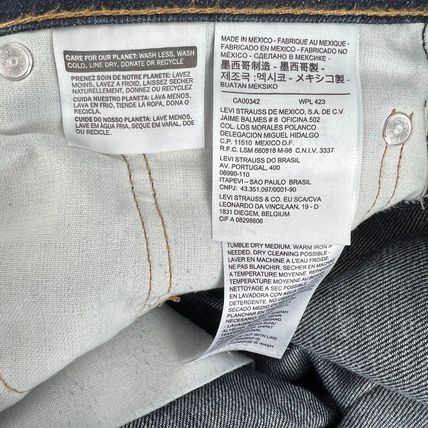 CARE FOR OUR PLANET: WASH LESS, WASH
COLD, LINE DRY, DONATE OR RECYCLE
PRENEZ SOIN DE NOTRE PLANETE: LAVEZ
MOINS, LAVEZ A FROID, LAISSEZ SECHER
NATURELLEMENT, DONNEZ OU RECYCLEZ
CUIDA NUESTRO PLANETA: LAVA MENOS,
LAVA EN FRIO, TIENDE LA ROPA, DONA O
RECICLA
CUIDE DO NOSSO PLANETA: LAVE MENOS,
LAVE EM ÁGUA FRIA, SEQUE EM VARAL, DOE
OU RECICLE
MADE IN MEXICO - FABRIQUE AU MEXIQUE -
FABRICADO EN MEXICO - FABRICADO NO
MEXICO - СДЕЛАНО В МЕКСИКЕ -
墨西哥制造 - 墨西哥製 -
제조국 : 멕시코 - メキシコ製 -
BUATAN MEKSIKO
CA00342 WPL 423
LEVI STRAUSS DE MEXICO, S.A. DE C.V
JAIME BALMES # 8 OFICINA 502
COL. LOS MORALES POLANCO
DELEGACION MIGUEL HIDALGO
C.P. 11510 MEXICO D.F.
R.F.C. LSM 660818 M-98 C.N.I.V. 3337
LEVI STRAUSS DO BRASIL
AV. PORTUGAL, 400
06990-110
ITAPEVI – SAO PAULO BRASIL
CNPJ: 43.351.097/0001-90
LEVI STRAUSS & CO. EU SCA/CVA
LEONARDO DA VINCILAAN, 19 - D
1831 DIEGEM, BELGIUM
CIF A 08298606
TUMBLE DRY MEDIUM. WARM IRON IF
NEEDED. DRY CLEANING POSSIBLE -
LAVER EN MACHINE A L'EAU FROIDE.
NE PAS BLANCHIR. SECHER EN MACHINE
A TEMPERATURE MOYENNE. REPASSER
TEMPERATURE MOYENNE
NETTOYAGE A SEC
EN LAVADORA CON AGUA
DETERGENTE. NO
SECAR
PLANCHAR EN